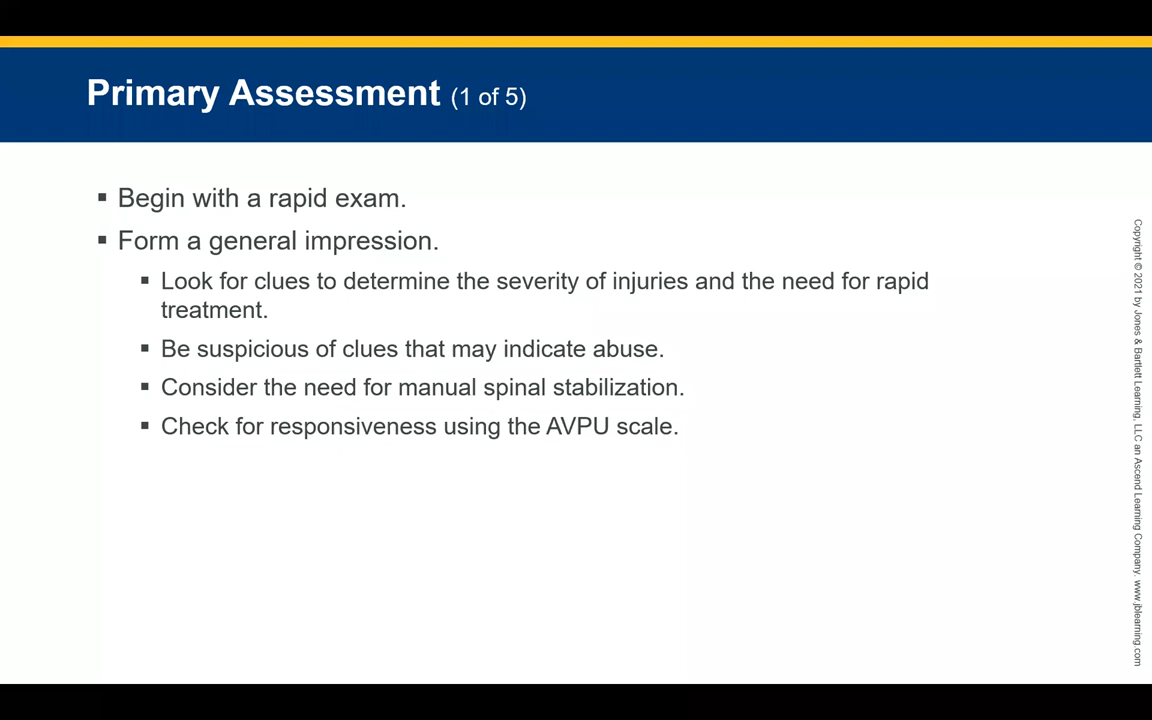 Primary Assessment (1 of 5)
▪ Begin with a rapid exam.
▪ Form a general impression.
▪ Look for clues to determine the severity of injuries and the need for rapid
treatment.
▪ Be suspicious of clues that may indicate abuse.
▪ Consider the need for manual spinal stabilization.
▪ Check for responsiveness using the AVPU scale.
Copyright © 2021 by Jones & Bartlett Learning, LLC an Ascend Learning Company. www.jblearning.com